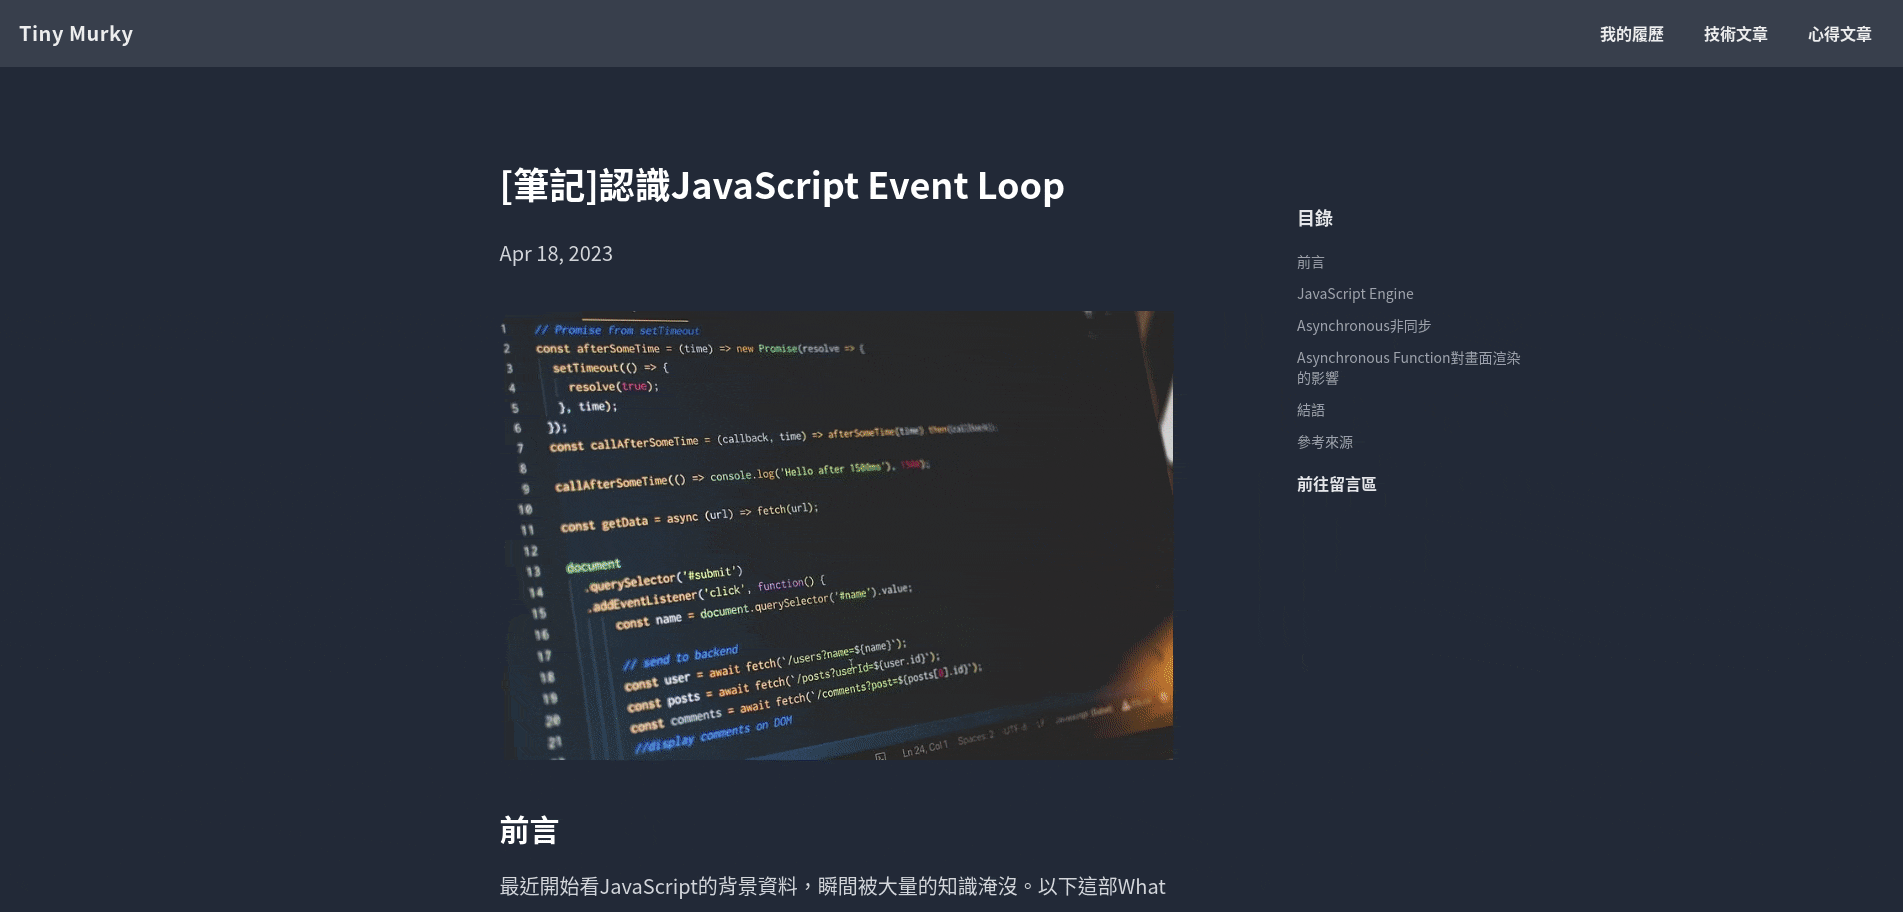 Tiny Murky
我的履歷
技術文章
心得文章
[筆記]認識JavaScript Event Loop
Apr 18, 2023
1 // Promise from setTimeout
2 const afterSomeTime = (time) => new Promise(resolve => {
3 setTimeout(() => {
4 resolve(true);
5 }, time);
6 });
7 const callAfterSomeTime = (callback, time) => afterSomeTime(time).then(callback);
8
9 callAfterSomeTime(() => console.log('Hello after 1500ms'), 1500);
10
11 const getData = async (url) => fetch(url);
12
13 document
14 .querySelector('#submit')
15 .addEventListener('click', function() {
16 const name = document.querySelector('#name').value;
17
18 // send to backend
19 const user = await fetch(`/users?name=${name}`);
20 const posts = await fetch(`/posts?userId=${user.id}`);
21 const comments = await fetch(`/comments?post=${posts[0].id}`);
//display comments on DOM
Ln 24, Col 1 Spaces: 2 UTF-8 LF
前言
最近開始看JavaScript的背景資料，瞬間被大量的知識淹沒。以下這部What
目錄
前言
JavaScript Engine
Asynchronous非同步
Asynchronous Function對畫面渲染
的影響
結語
參考來源
前往留言區